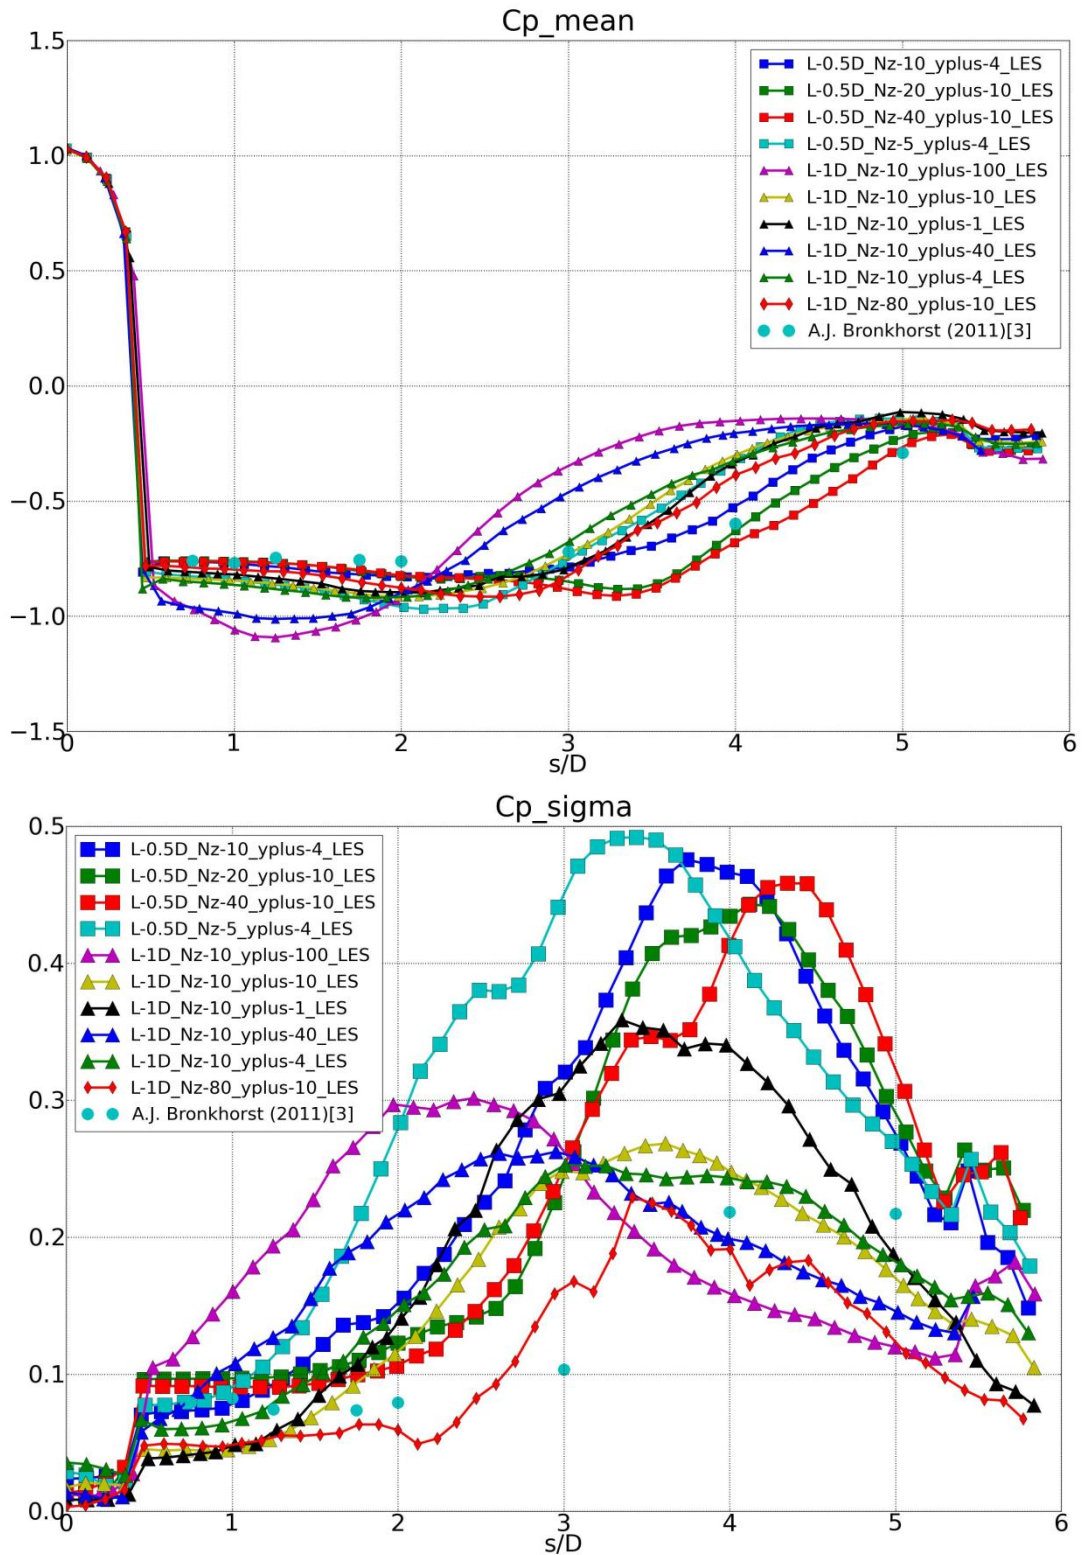 Cp_mean
1.5
1.0
0.5
0.0
−0.5
−1.0
−1.5
L-0.5D_Nz-10_yplus-4_LES
L-0.5D_Nz-20_yplus-10_LES
L-0.5D_Nz-40_yplus-10_LES
L-0.5D_Nz-5_yplus-4_LES
L-1D_Nz-10_yplus-100_LES
L-1D_Nz-10_yplus-10_LES
L-1D_Nz-10_yplus-1_LES
L-1D_Nz-10_yplus-40_LES
L-1D_Nz-10_yplus-4_LES
L-1D_Nz-80_yplus-10_LES
A.J. Bronkhorst (2011)[3]
0 1 2 3 4 5 6
s/D
Cp_sigma
0.5
0.4
0.3
0.2
0.1
0.0
L-0.5D_Nz-10_yplus-4_LES
L-0.5D_Nz-20_yplus-10_LES
L-0.5D_Nz-40_yplus-10_LES
L-0.5D_Nz-5_yplus-4_LES
L-1D_Nz-10_yplus-100_LES
L-1D_Nz-10_yplus-10_LES
L-1D_Nz-10_yplus-1_LES
L-1D_Nz-10_yplus-40_LES
L-1D_Nz-10_yplus-4_LES
L-1D_Nz-80_yplus-10_LES
A.J. Bronkhorst (2011)[3]
0 1 2 3 4 5 6
s/D